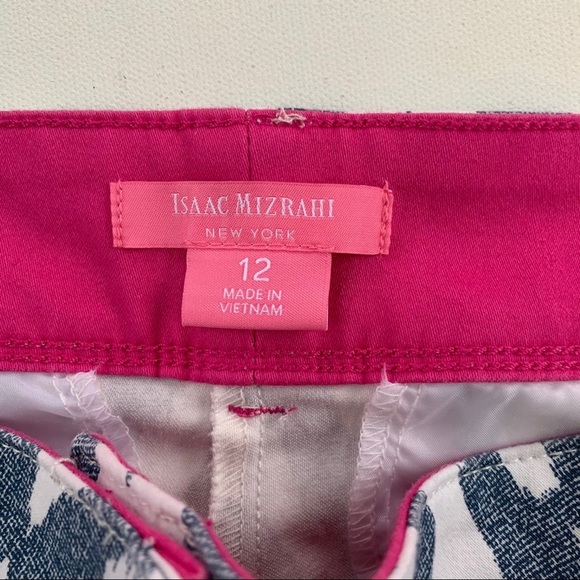 ISAAC MIZRAHI
NEW YORK
12
MADE IN
VIETNAM